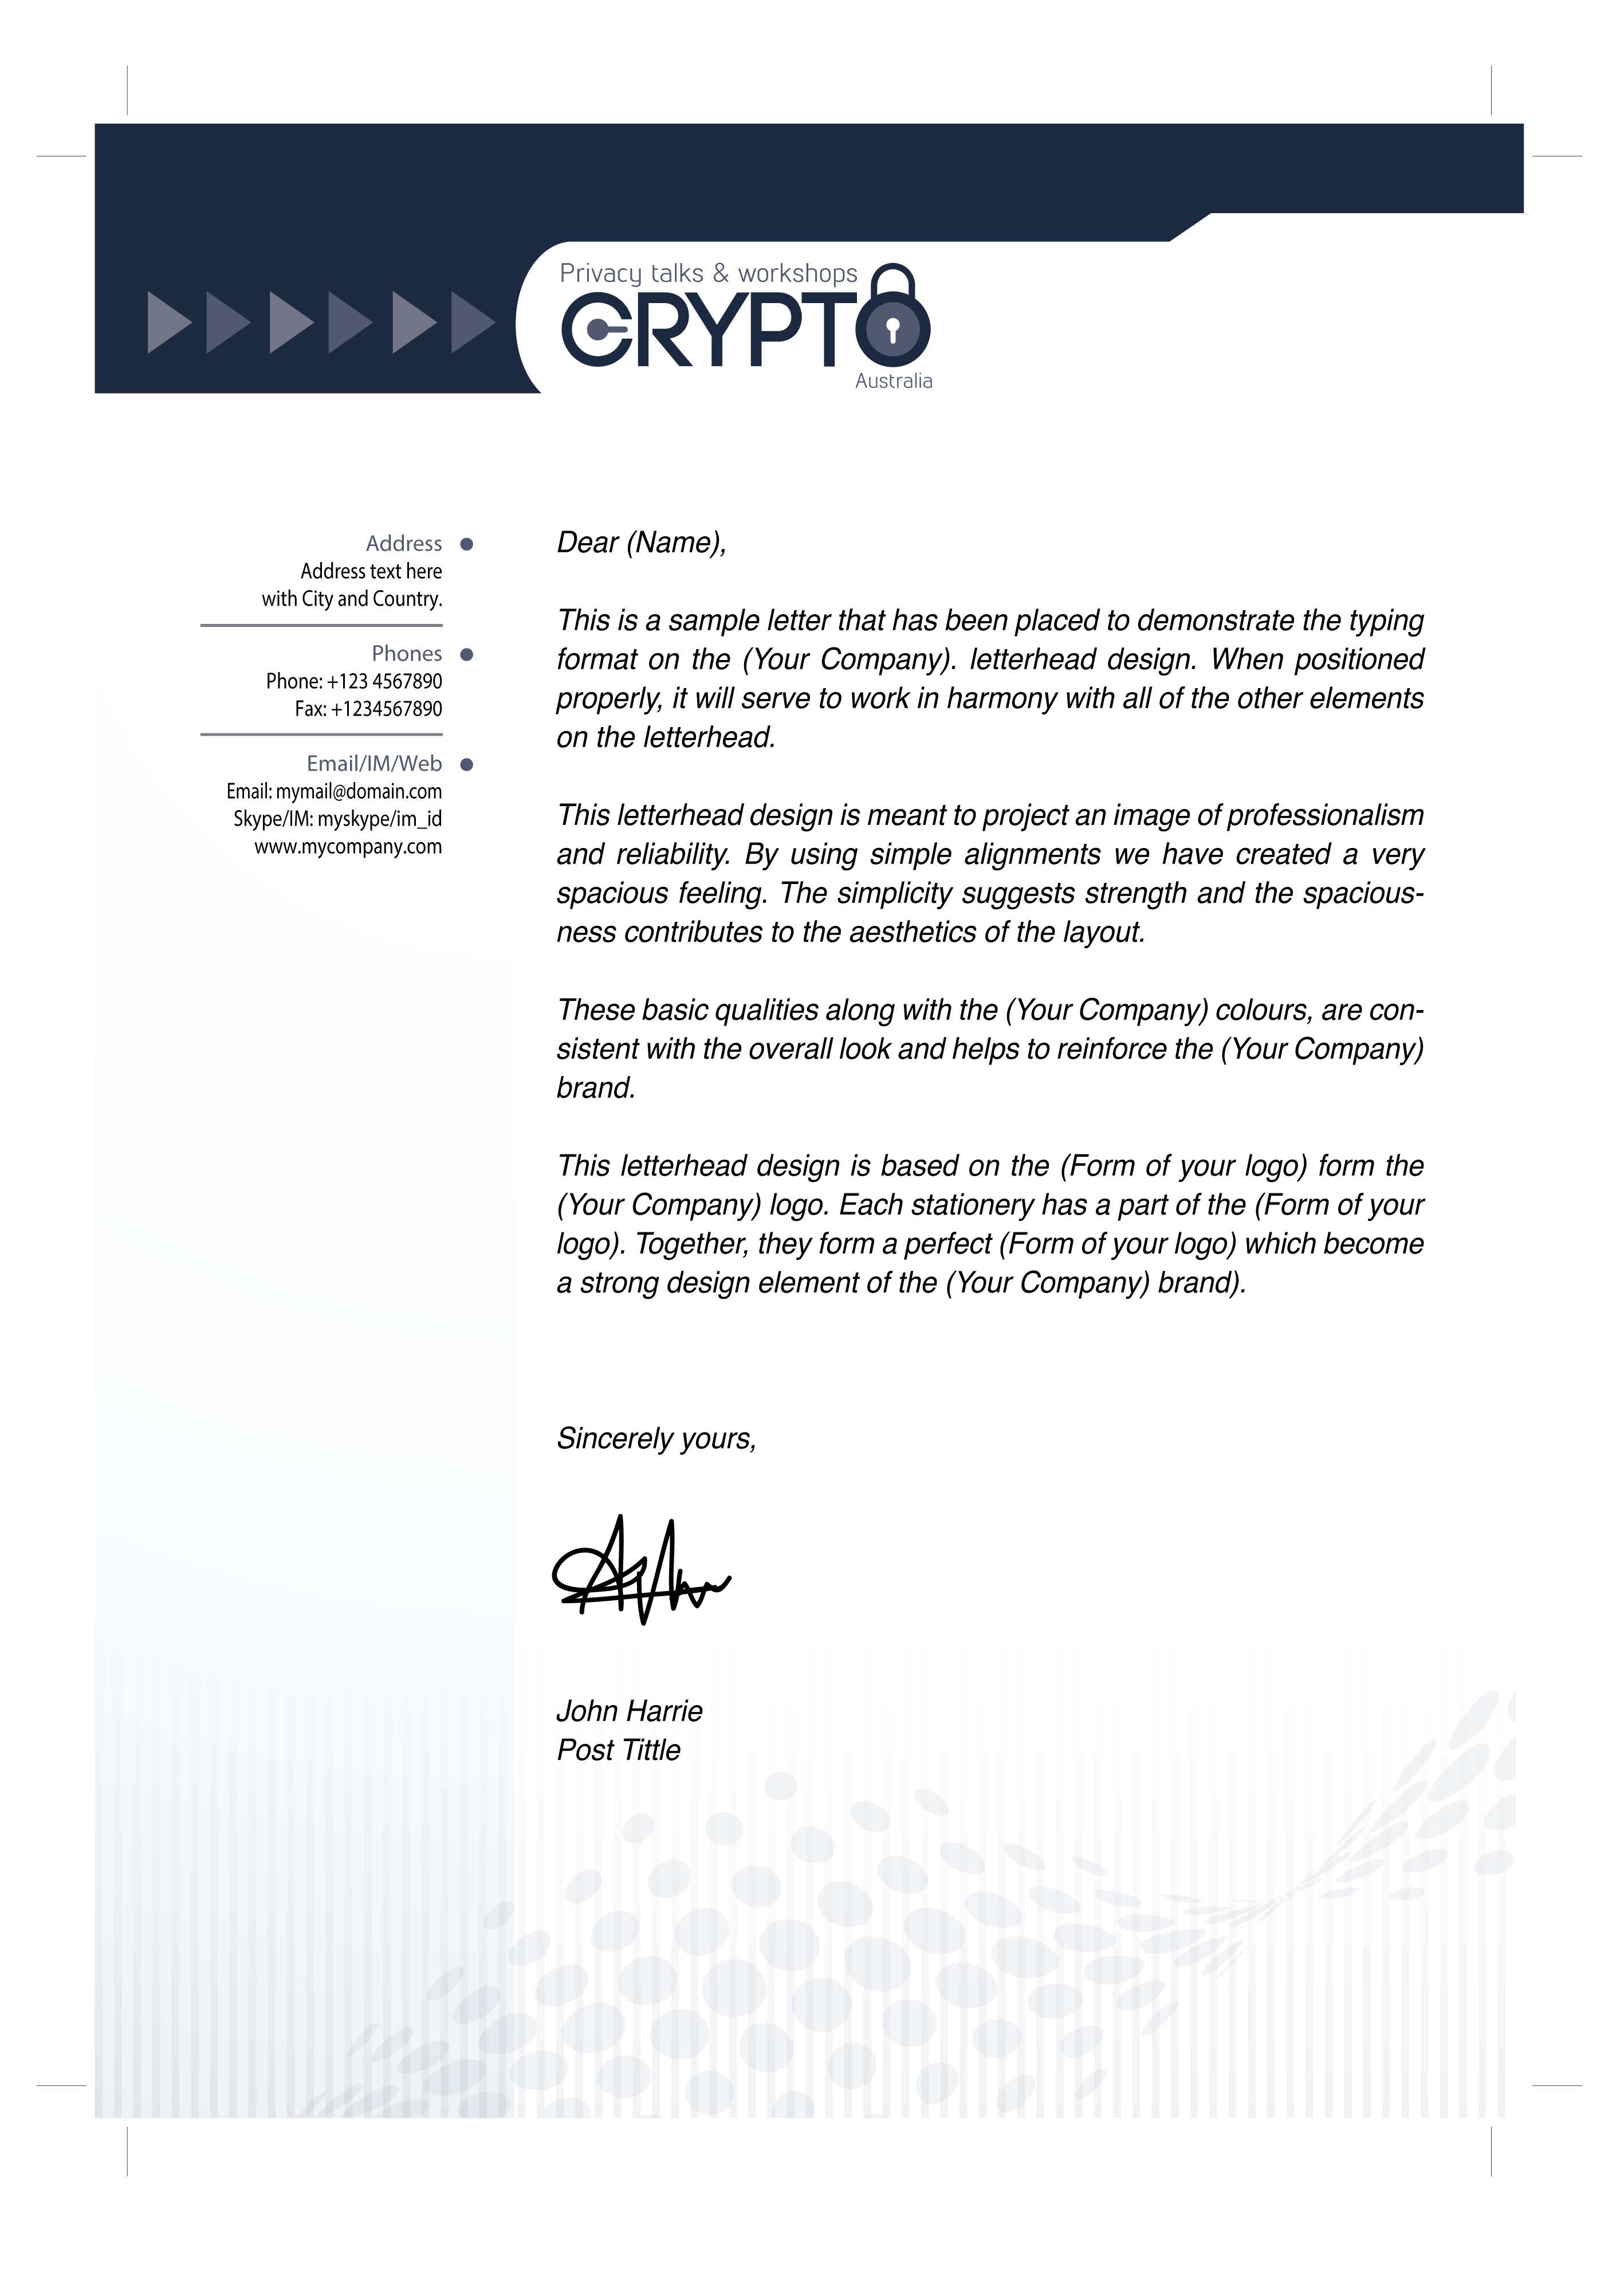 Privacy talks & workshops
CRYPTO
Australia
Address
Address text here
with City and Country.
Phones
Phone: +123 4567890
Fax: +1234567890
Email/IM/Web
Email: mymail@domain.com
Skype/IM: myskype/im_id
www.mycompany.com
Dear (Name),
This is a sample letter that has been placed to demonstrate the typing
format on the (Your Company). letterhead design. When positioned
properly, it will serve to work in harmony with all of the other elements
on the letterhead.
This letterhead design is meant to project an image of professionalism
and reliability. By using simple alignments we have created a very
spacious feeling. The simplicity suggests strength and the spacious-
ness contributes to the aesthetics of the layout.
These basic qualities along with the (Your Company) colours, are con-
sistent with the overall look and helps to reinforce the (Your Company)
brand.
This letterhead design is based on the (Form of your logo) form the
(Your Company) logo. Each stationery has a part of the (Form of your
logo). Together, they form a perfect (Form of your logo) which become
a strong design element of the (Your Company) brand).
Sincerely yours,
John Harrie
Post Tittle